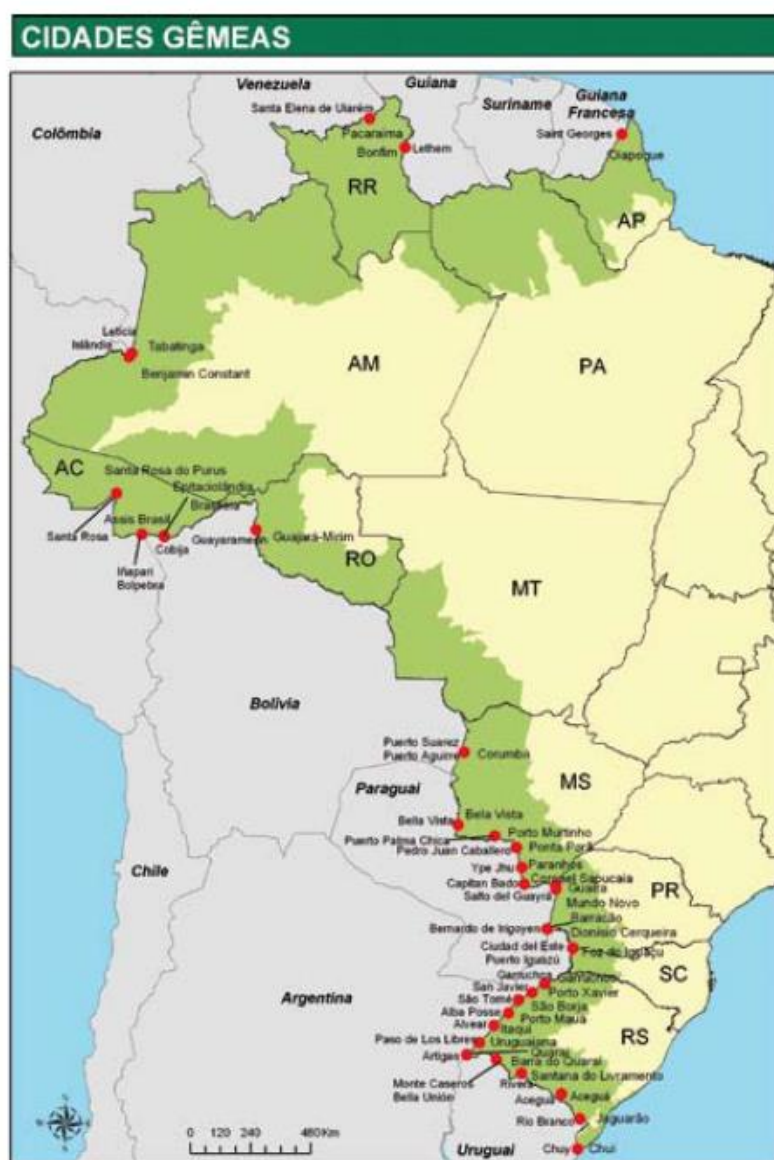 CIDADES GÊMEAS
Venezuela
Guiana
Suriname
Guiana
Francesa
Colômbia
Santa Elena de Uiarém
Pacaraima
Bonfim
Lethem
Saint Georges
Oiapoque
RR
AP
Letícia
Islândia
Tabatinga
Benjamin Constant
AM
PA
AC
Santa Rosa do Purus
Epitaciolândia
Brasileia
Assis Brasil
Santa Rosa
Cobija
Guayaramerín
Guajará-Mirim
Iñapari
Bolpebra
RO
MT
Bolívia
Puerto Suarez
Puerto Aguirre
Corumbá
MS
Paraguai
Bella Vista
Bela Vista
Puerto Palma Chica
Porto Murtinho
Pedro Juan Caballero
Ponta Porã
Ype Jhu
Paranhos
Capitan Bado
Coronel Sapucaia
Salto del Guayrá
Guaíra
Mundo Novo
PR
Chile
Barracão
Bernardo de Irigoyen
Dionísio Cerqueira
Ciudad del Este
Foz do Iguaçu
Puerto Iguazú
SC
Garruchos
Garruchos
San Javier
Porto Xavier
São Tomé
São Borja
Argentina
Alba Posse
Porto Mauá
Alvear
Itaqui
RS
Paso de Los Libres
Uruguaiana
Artigas
Quaraí
Barra do Quaraí
Monte Caseros
Bella Unión
Rivera
Santana do Livramento
Aceguá
Aceguá
Rio Branco
Jaguarão
Uruguai
Chuy
Chuí
0 120 240 480 Km